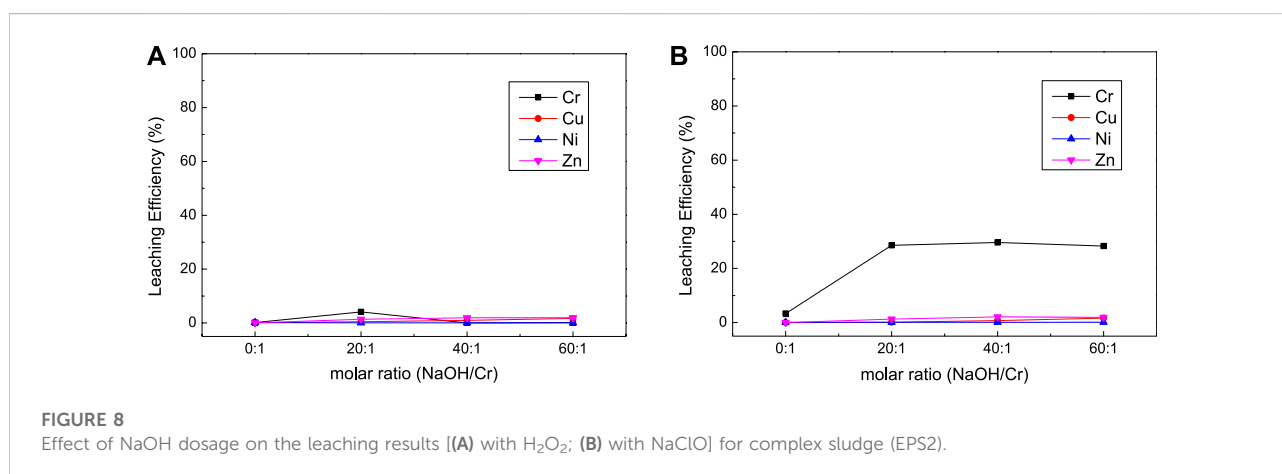 A
100
80
60
40
20
0
Leaching Efficiency (%)
Cr
Cu
Ni
Zn
0:1 20:1 40:1 60:1
molar ratio (NaOH/Cr)
B
100
80
60
40
20
0
Leaching Efficiency (%)
Cr
Cu
Ni
Zn
0:1 20:1 40:1 60:1
molar ratio (NaOH/Cr)
FIGURE 8
Effect of NaOH dosage on the leaching results [(A) with H₂O₂; (B) with NaClO] for complex sludge (EPS2).